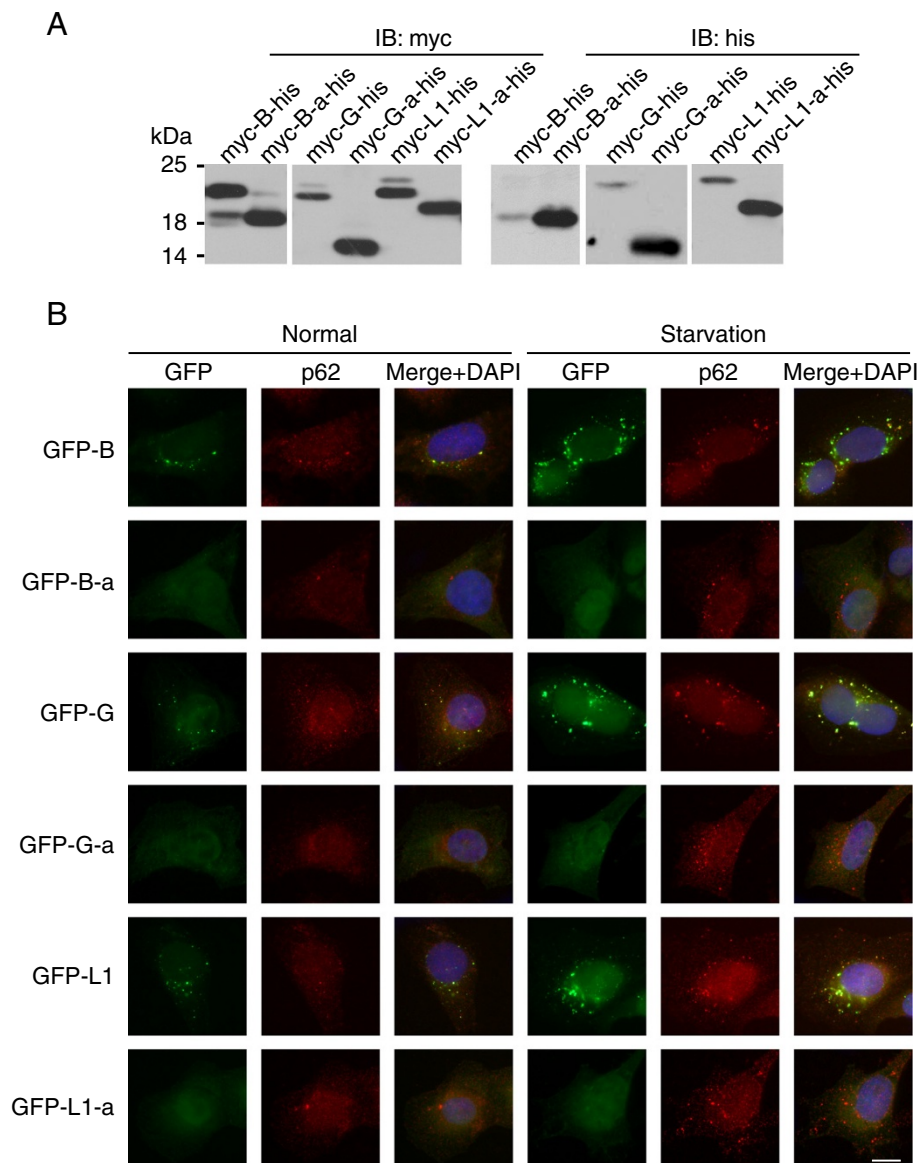 A
IB: myc
IB: his
myc-B-his
myc-B-a-his
myc-G-his
myc-G-a-his
myc-L1-his
myc-L1-a-his
myc-B-his
myc-B-a-his
myc-G-his
myc-G-a-his
myc-L1-his
myc-L1-a-his
kDa
25
18
14
B
Normal
Starvation
GFP
p62
Merge+DAPI
GFP
p62
Merge+DAPI
GFP-B
GFP-B-a
GFP-G
GFP-G-a
GFP-L1
GFP-L1-a